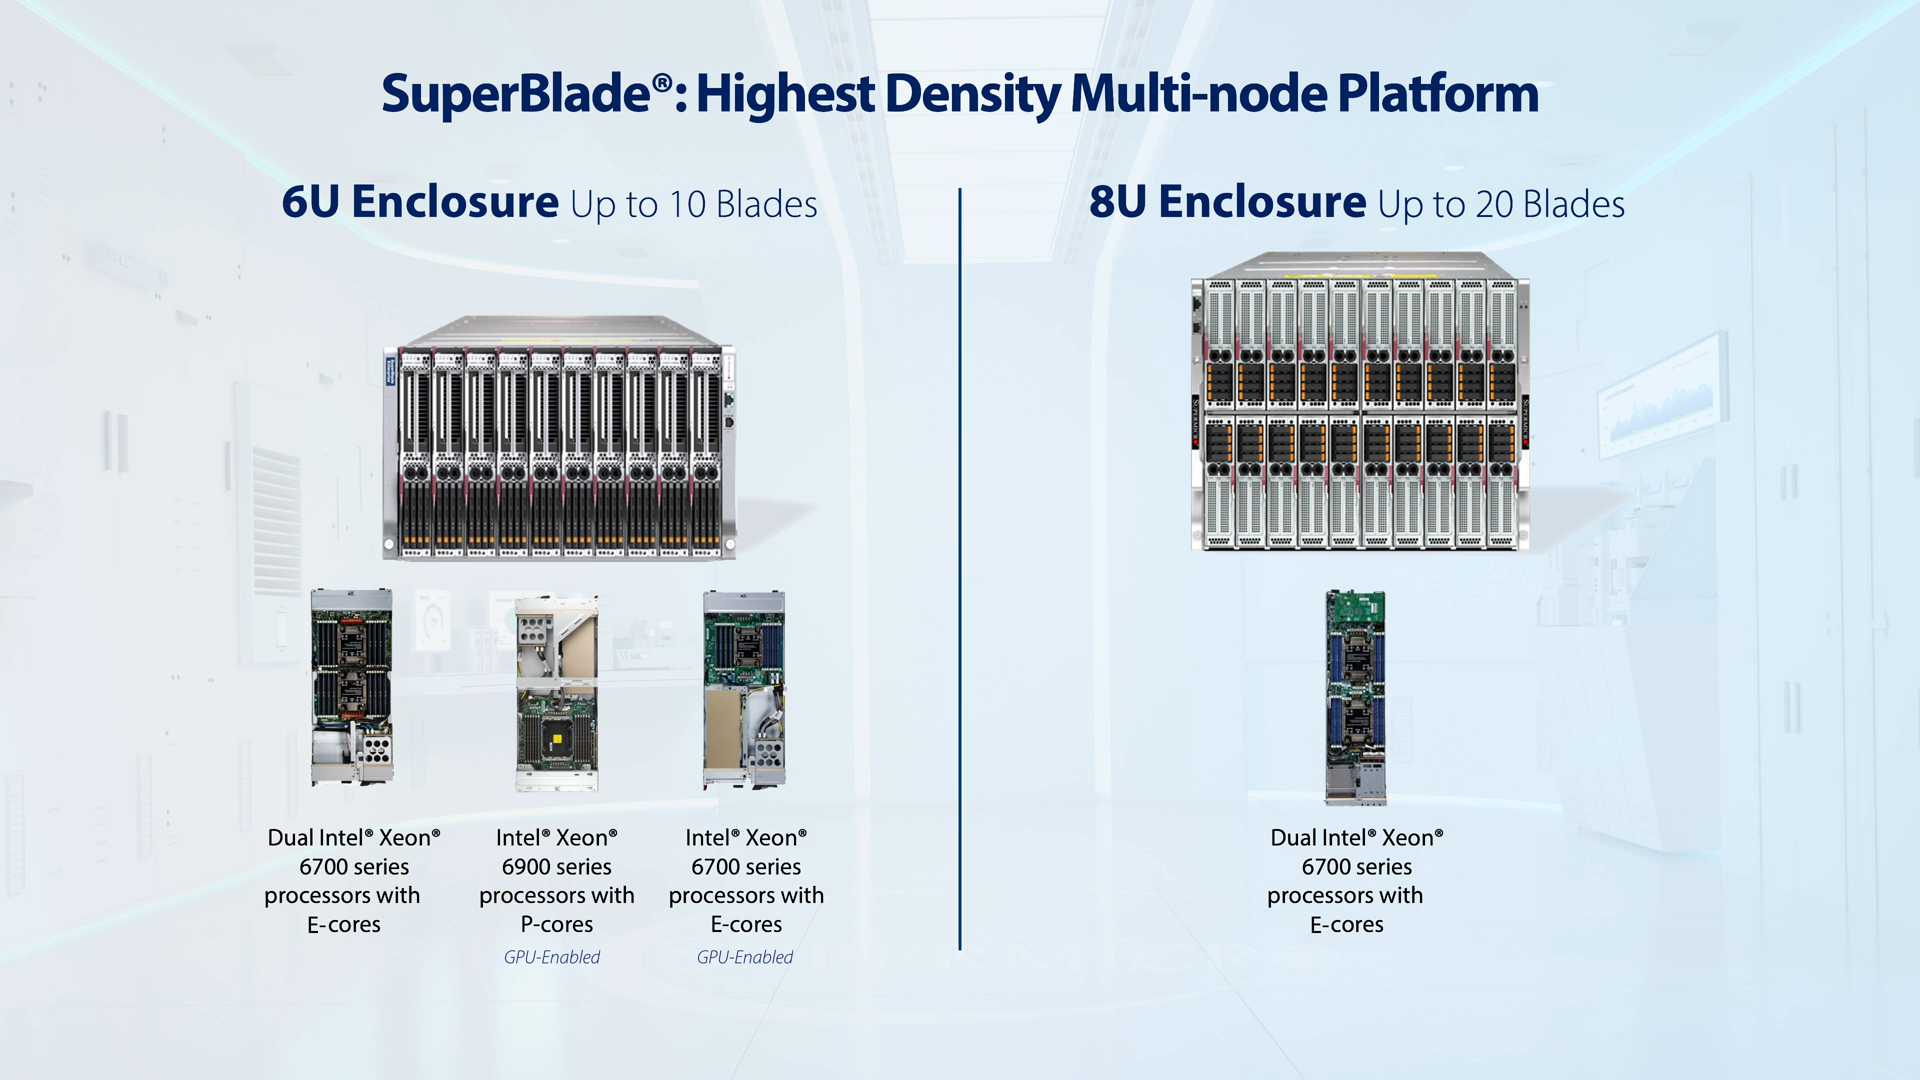 SuperBlade®: Highest Density Multi-node Platform
6U Enclosure Up to 10 Blades
8U Enclosure Up to 20 Blades
SUPERMICRO
SUPERMICRO
Dual Intel® Xeon®
6700 series
processors with
E-cores
Intel® Xeon®
6900 series
processors with
P-cores
GPU-Enabled
Intel® Xeon®
6700 series
processors with
E-cores
GPU-Enabled
Dual Intel® Xeon®
6700 series
processors with
E-cores